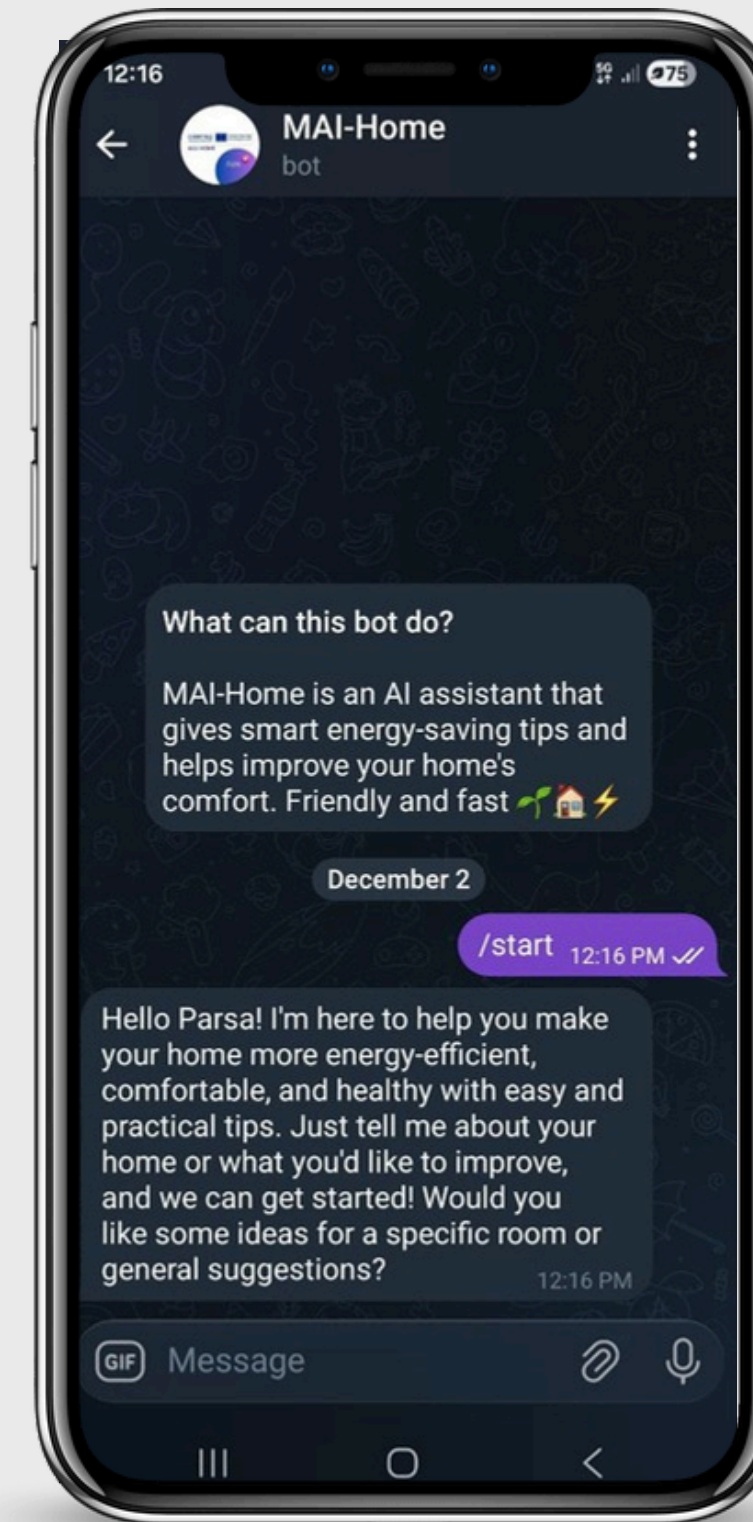 12:16
5G
75
MAI-Home
bot
What can this bot do?
MAI-Home is an AI assistant that
gives smart energy-saving tips and
helps improve your home's
comfort. Friendly and fast 🌱🏠⚡
December 2
/start 12:16 PM
Hello Parsa! I'm here to help you make
your home more energy-efficient,
comfortable, and healthy with easy and
practical tips. Just tell me about your
home or what you'd like to improve,
and we can get started! Would you
like some ideas for a specific room or
general suggestions?
12:16 PM
GIF Message